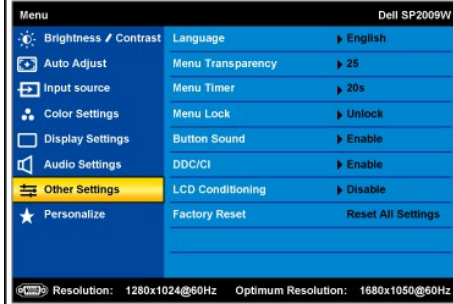 Menu Dell SP2009W
Brightness / Contrast Language English
Auto Adjust Menu Transparency 25
Input source Menu Timer 20s
Color Settings Menu Lock Unlock
Display Settings Button Sound Enable
Audio Settings DDC/CI Enable
Other Settings LCD Conditioning Disable
Personalize Factory Reset Reset All Settings
Resolution: 1280x1024@60Hz Optimum Resolution: 1680x1050@60Hz